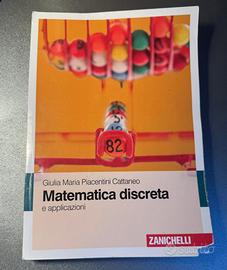 82
Giulia Maria Piacentini Cattaneo
Matematica discreta
e applicazioni
ZANICHELLI